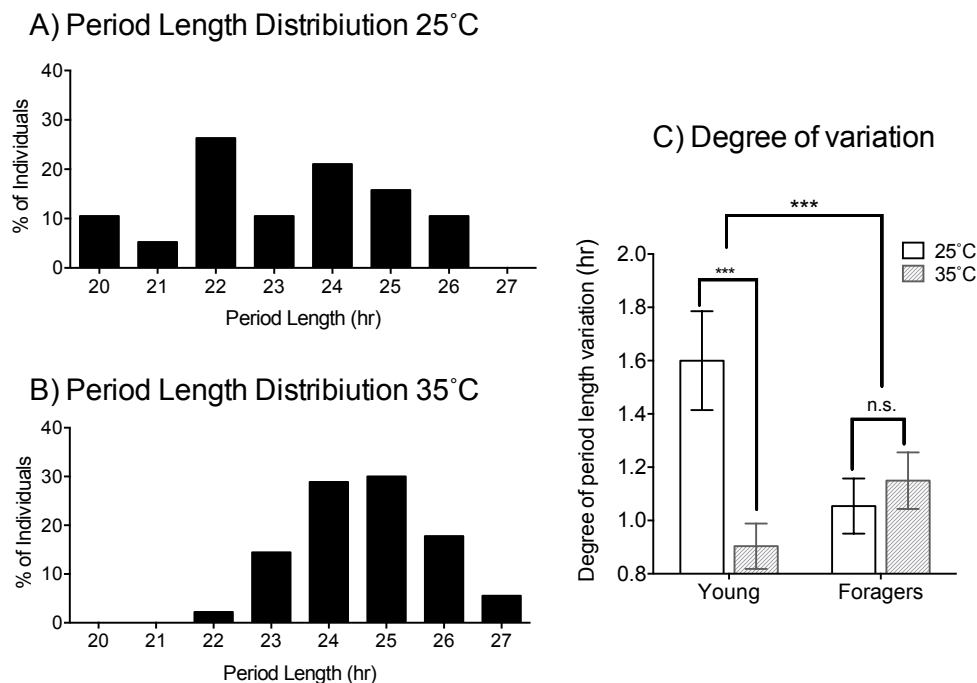 A) Period Length Distribiution 25˚C
40
30
20
10
0
% of Individuals
20 21 22 23 24 25 26 27
Period Length (hr)
B) Period Length Distribiution 35˚C
40
30
20
10
0
% of Individuals
20 21 22 23 24 25 26 27
Period Length (hr)
C) Degree of variation
***
25˚C
35˚C
***
n.s.
2.0
1.8
1.6
1.4
1.2
1.0
0.8
Degree of period length variation (hr)
Young Foragers